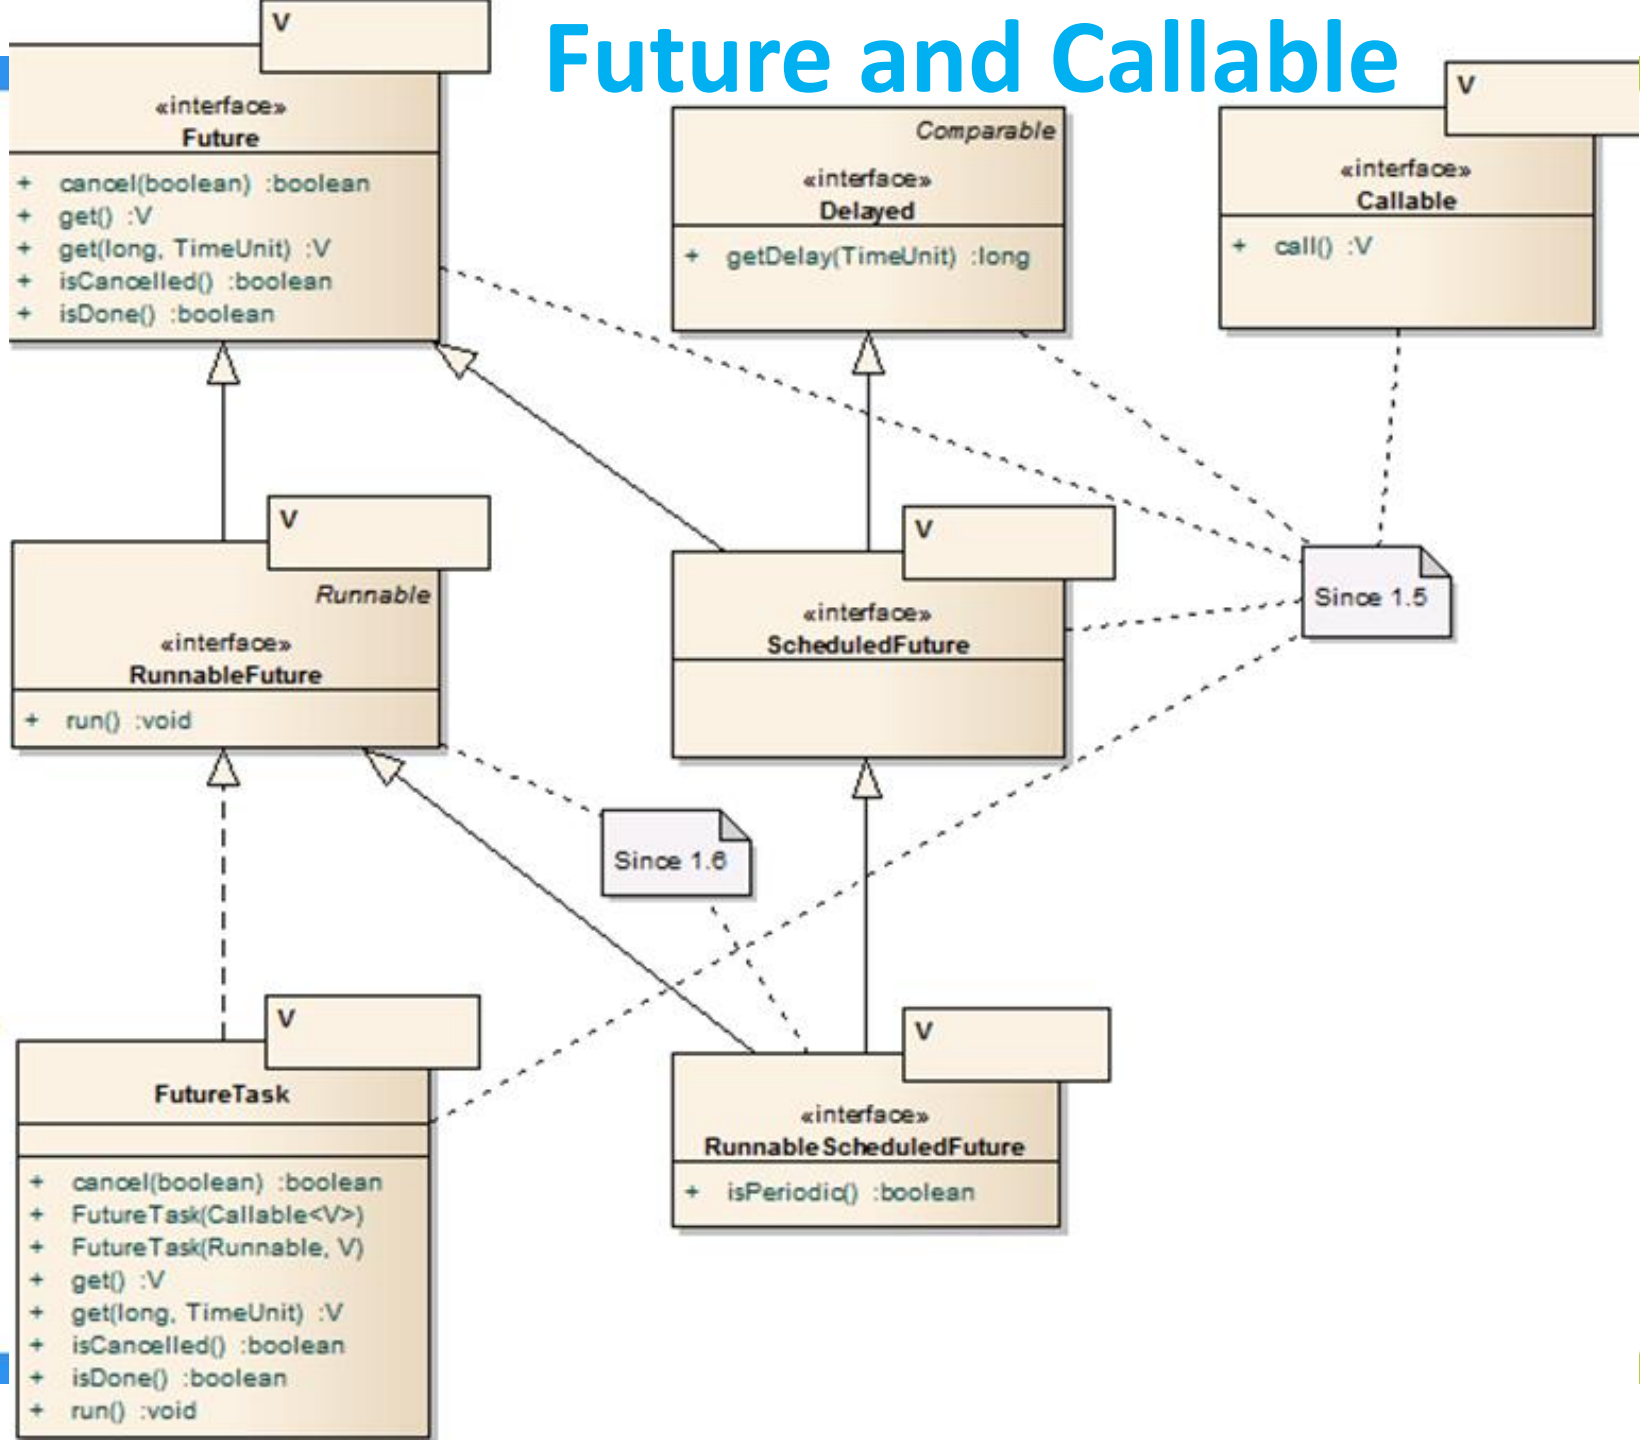 Future and Callable
V
«interface»
Future
+ cancel(boolean) :boolean
+ get() :V
+ get(long, TimeUnit) :V
+ isCancelled() :boolean
+ isDone() :boolean
Comparable
«interface»
Delayed
+ getDelay(TimeUnit) :long
V
«interface»
Callable
+ call() :V
V
Runnable
«interface»
RunnableFuture
+ run() :void
V
«interface»
ScheduledFuture
Since 1.5
Since 1.6
V
FutureTask
+ cancel(boolean) :boolean
+ FutureTask(Callable<V>)
+ FutureTask(Runnable, V)
+ get() :V
+ get(long, TimeUnit) :V
+ isCancelled() :boolean
+ isDone() :boolean
+ run() :void
V
«interface»
RunnableScheduledFuture
+ isPeriodic() :boolean